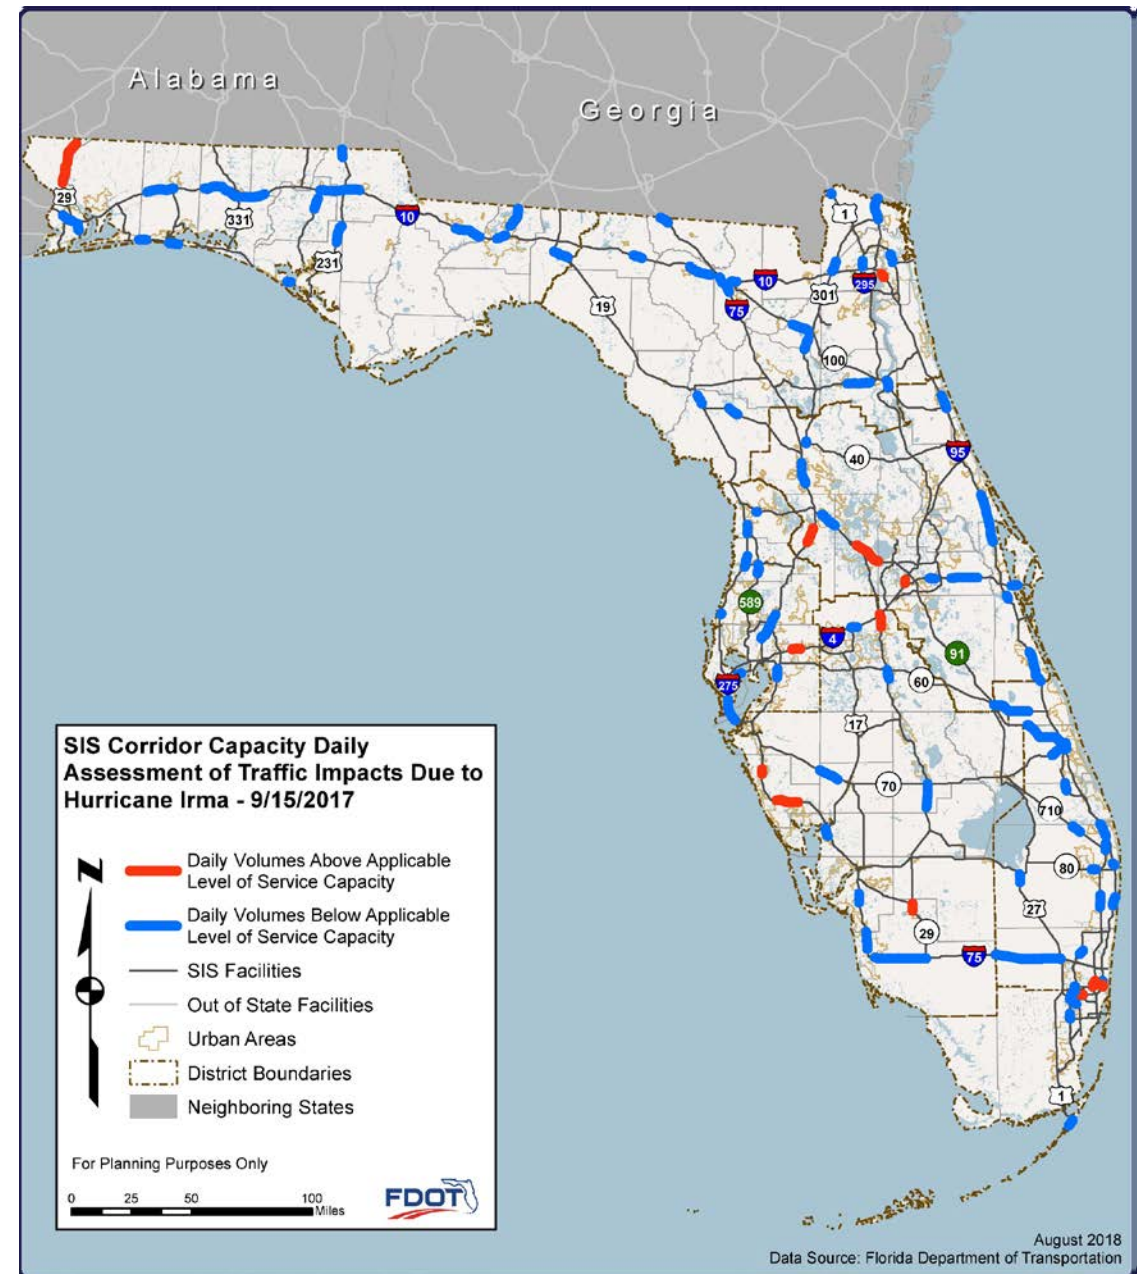 Alabama
Georgia
29
331
10
1
231
10
295
301
19
75
100
40
95
589
4
91
275
60
17
70
710
80
27
29
75
1
SIS Corridor Capacity Daily
Assessment of Traffic Impacts Due to
Hurricane Irma - 9/15/2017
N
Daily Volumes Above Applicable
Level of Service Capacity
Daily Volumes Below Applicable
Level of Service Capacity
SIS Facilities
Out of State Facilities
Urban Areas
District Boundaries
Neighboring States
For Planning Purposes Only
0 25 50 100
Miles
FDOT
August 2018
Data Source: Florida Department of Transportation